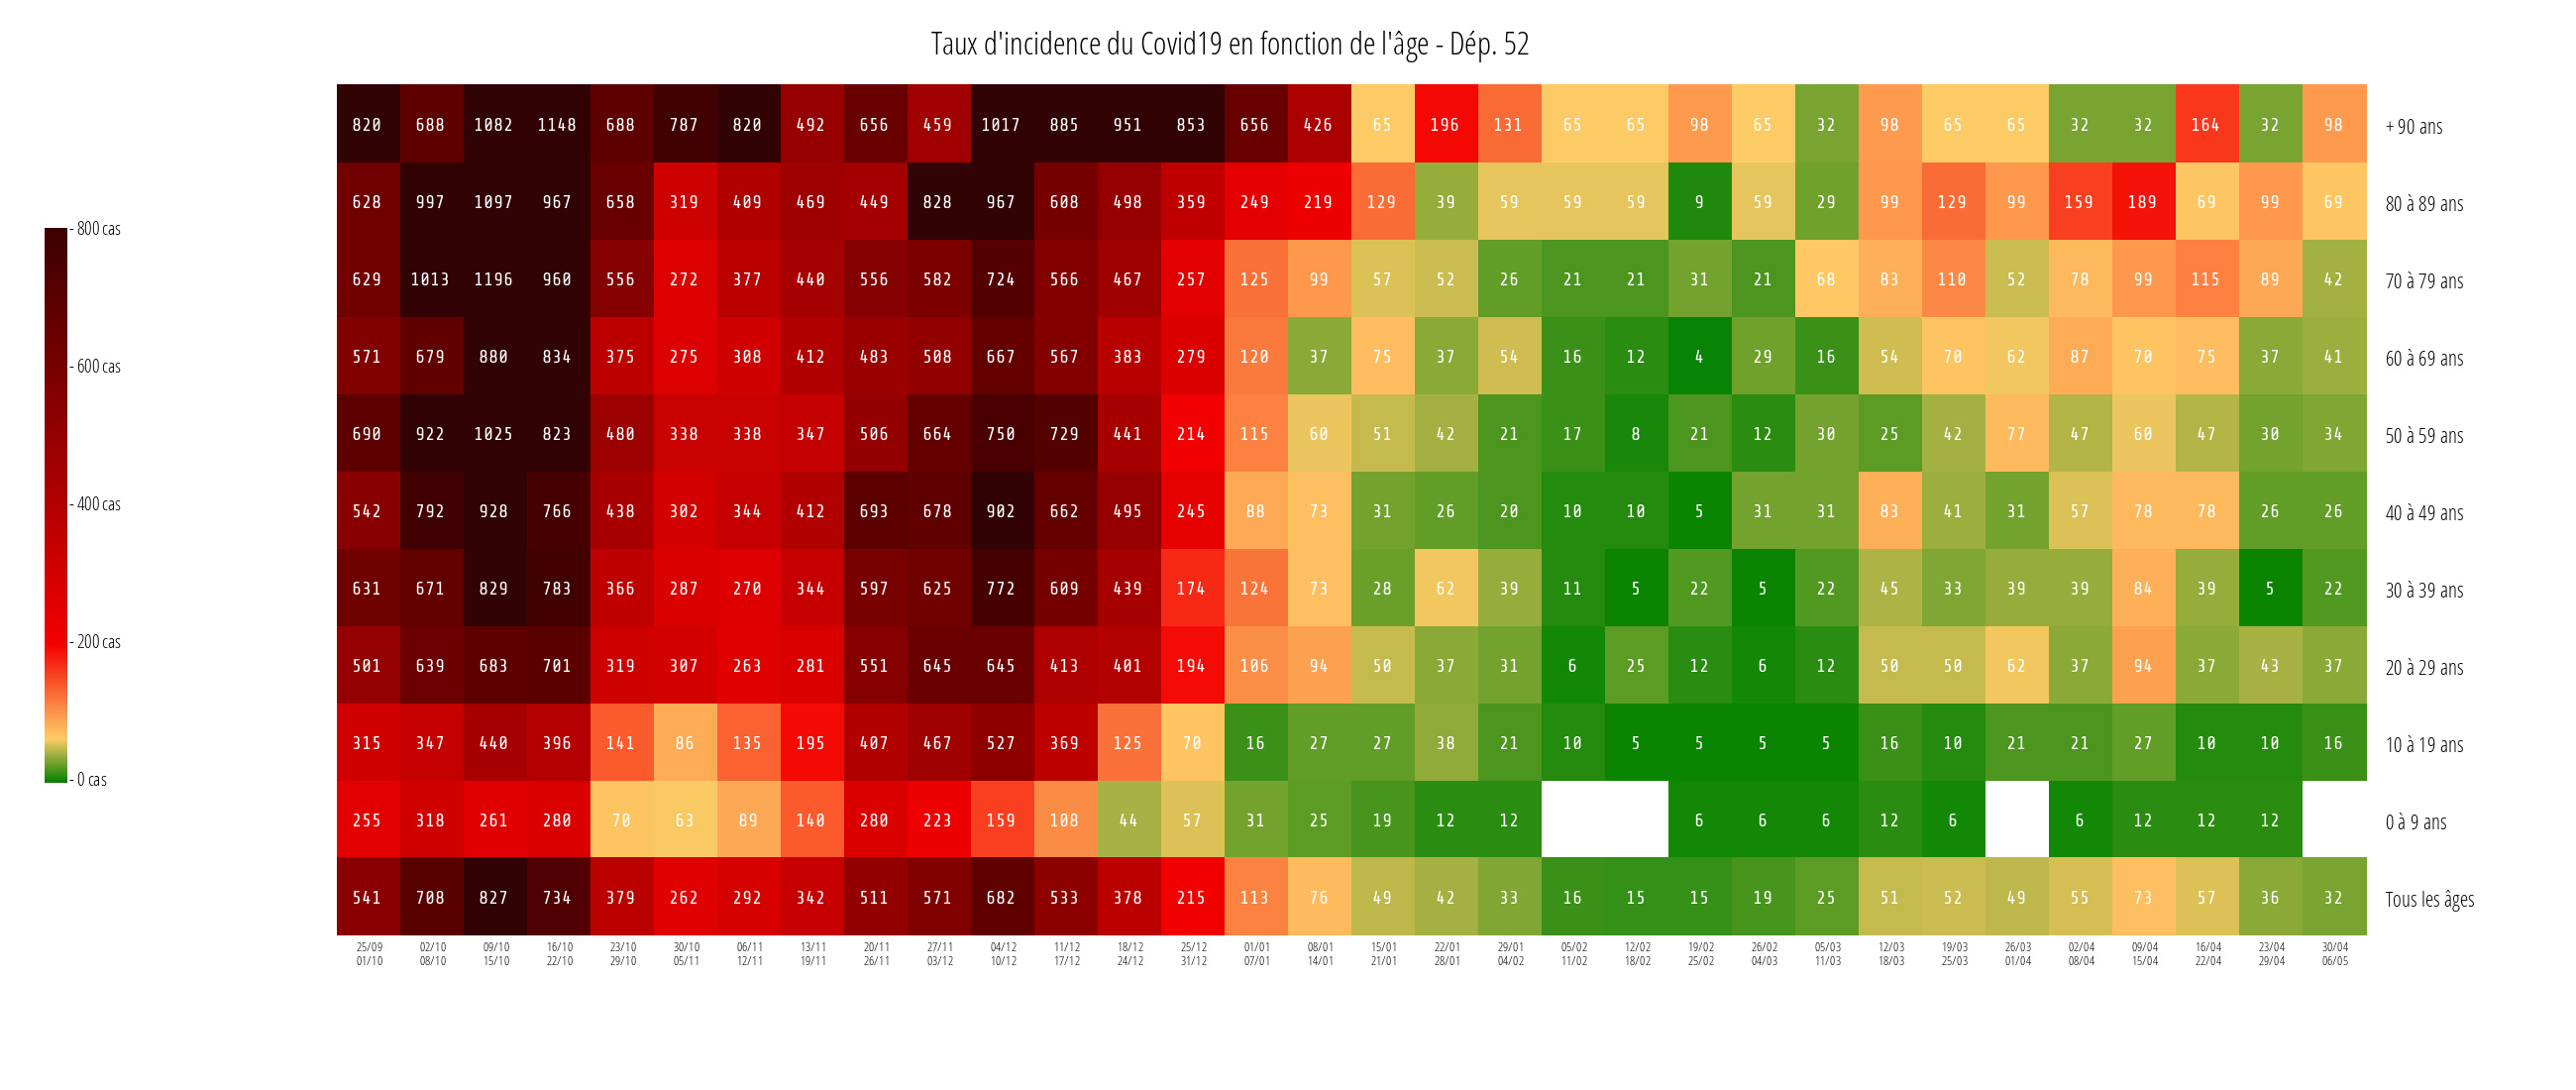 Taux d'incidence du Covid19 en fonction de l'âge - Dép. 52
820 688 1082 1148 688 787 820 492 656 459 1017 885 951 853 656 426 65 196 131 65 65 98 65 32 98 65 65 32 32 164 32 98 + 90 ans
628 997 1097 967 658 319 409 469 449 828 967 608 498 359 249 219 129 39 59 59 59 9 59 29 99 129 99 159 189 69 99 69 80 à 89 ans
- 800 cas
629 1013 1196 960 556 272 377 440 556 582 724 566 467 257 125 99 57 52 26 21 21 31 21 68 83 110 52 78 99 115 89 42 70 à 79 ans
571 679 880 834 375 275 308 412 483 508 667 567 383 279 120 37 75 37 54 16 12 4 29 16 54 70 62 87 70 75 37 41 60 à 69 ans
- 600 cas
690 922 1025 823 480 338 338 347 506 664 750 729 441 214 115 60 51 42 21 17 8 21 12 30 25 42 77 47 60 47 30 34 50 à 59 ans
- 400 cas
542 792 928 766 438 302 344 412 693 678 902 662 495 245 88 73 31 26 20 10 10 5 31 31 83 41 31 57 78 78 26 26 40 à 49 ans
631 671 829 783 366 287 270 344 597 625 772 609 439 174 124 73 28 62 39 11 5 22 5 22 45 33 39 39 84 39 5 22 30 à 39 ans
- 200 cas
501 639 683 701 319 307 263 281 551 645 645 413 401 194 106 94 50 37 31 6 25 12 6 12 50 50 62 37 94 37 43 37 20 à 29 ans
315 347 440 396 141 86 135 195 407 467 527 369 125 70 16 27 27 38 21 10 5 5 5 5 16 10 21 21 27 10 10 16 10 à 19 ans
- 0 cas
255 318 261 280 70 63 89 140 280 223 159 108 44 57 31 25 19 12 12 6 6 6 12 6 6 12 12 12 0 à 9 ans
541 708 827 734 379 262 292 342 511 571 682 533 378 215 113 76 49 42 33 16 15 15 19 25 51 52 49 55 73 57 36 32 Tous les âges
25/09 02/10 09/10 16/10 23/10 30/10 06/11 13/11 20/11 27/11 04/12 11/12 18/12 25/12 01/01 08/01 15/01 22/01 29/01 05/02 12/02 19/02 26/02 05/03 12/03 19/03 26/03 02/04 09/04 16/04 23/04 30/04
01/10 08/10 15/10 22/10 29/10 05/11 12/11 19/11 26/11 03/12 10/12 17/12 24/12 31/12 07/01 14/01 21/01 28/01 04/02 11/02 18/02 25/02 04/03 11/03 18/03 25/03 01/04 08/04 15/04 22/04 29/04 06/05